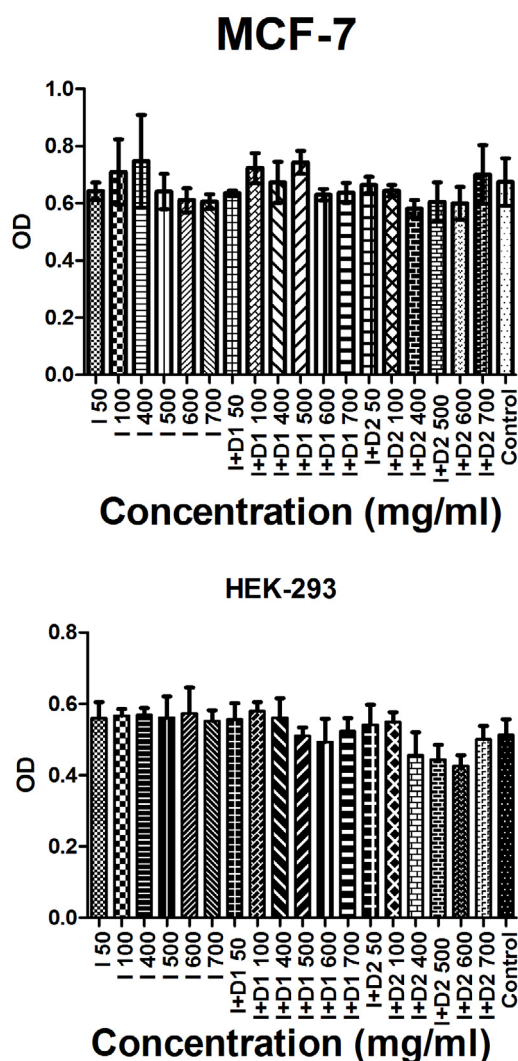 MCF-7
1.0
0.8
0.6
0.4
0.2
0.0
OD
I 50
I 100
I 400
I 500
I 600
I 700
I+D1 50
I+D1 100
I+D1 400
I+D1 500
I+D1 600
I+D1 700
I+D2 50
I+D2 100
I+D2 400
I+D2 500
I+D2 600
I+D2 700
Control
Concentration (mg/ml)
HEK-293
0.8
0.6
0.4
0.2
0.0
OD
I 50
I 100
I 400
I 500
I 600
I 700
I+D1 50
I+D1 100
I+D1 400
I+D1 500
I+D1 600
I+D1 700
I+D2 50
I+D2 100
I+D2 400
I+D2 500
I+D2 600
I+D2 700
Control
Concentration (mg/ml)